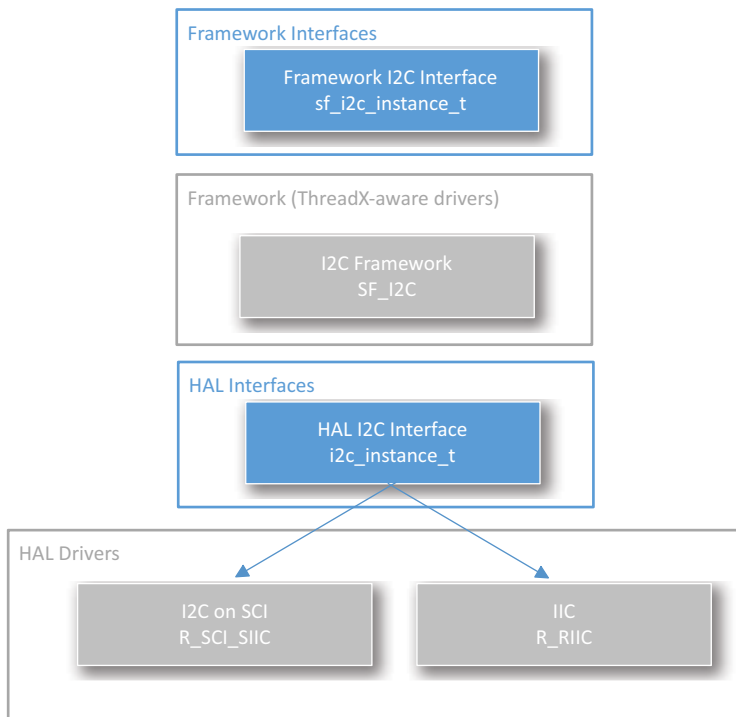 Framework Interfaces
Framework I2C Interface
sf_i2c_instance_t
Framework (ThreadX-aware drivers)
I2C Framework
SF_I2C
HAL Interfaces
HAL I2C Interface
i2c_instance_t
HAL Drivers
I2C on SCI
R_SCI_SIIC
IIC
R_RIIC